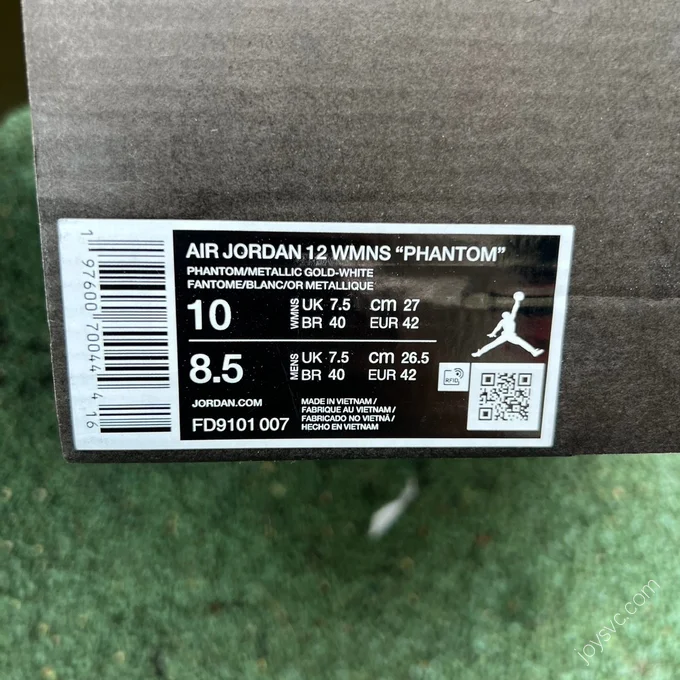 AIR JORDAN 12 WMNS “PHANTOM”
PHANTOM/METALLIC GOLD-WHITE
FANTOME/BLANC/OR METALLIQUE
10 WMNS UK 7.5 cm 27
BR 40 EUR 42
8.5 MENS UK 7.5 cm 26.5
BR 40 EUR 42
JORDAN.COM
FD9101 007
MADE IN VIETNAM /
FABRIQUE AU VIETNAM /
FABRICADO NO VIETNÃ /
HECHO EN VIETNAM
RFID
1 97600 70044 4 16
joysvc.com